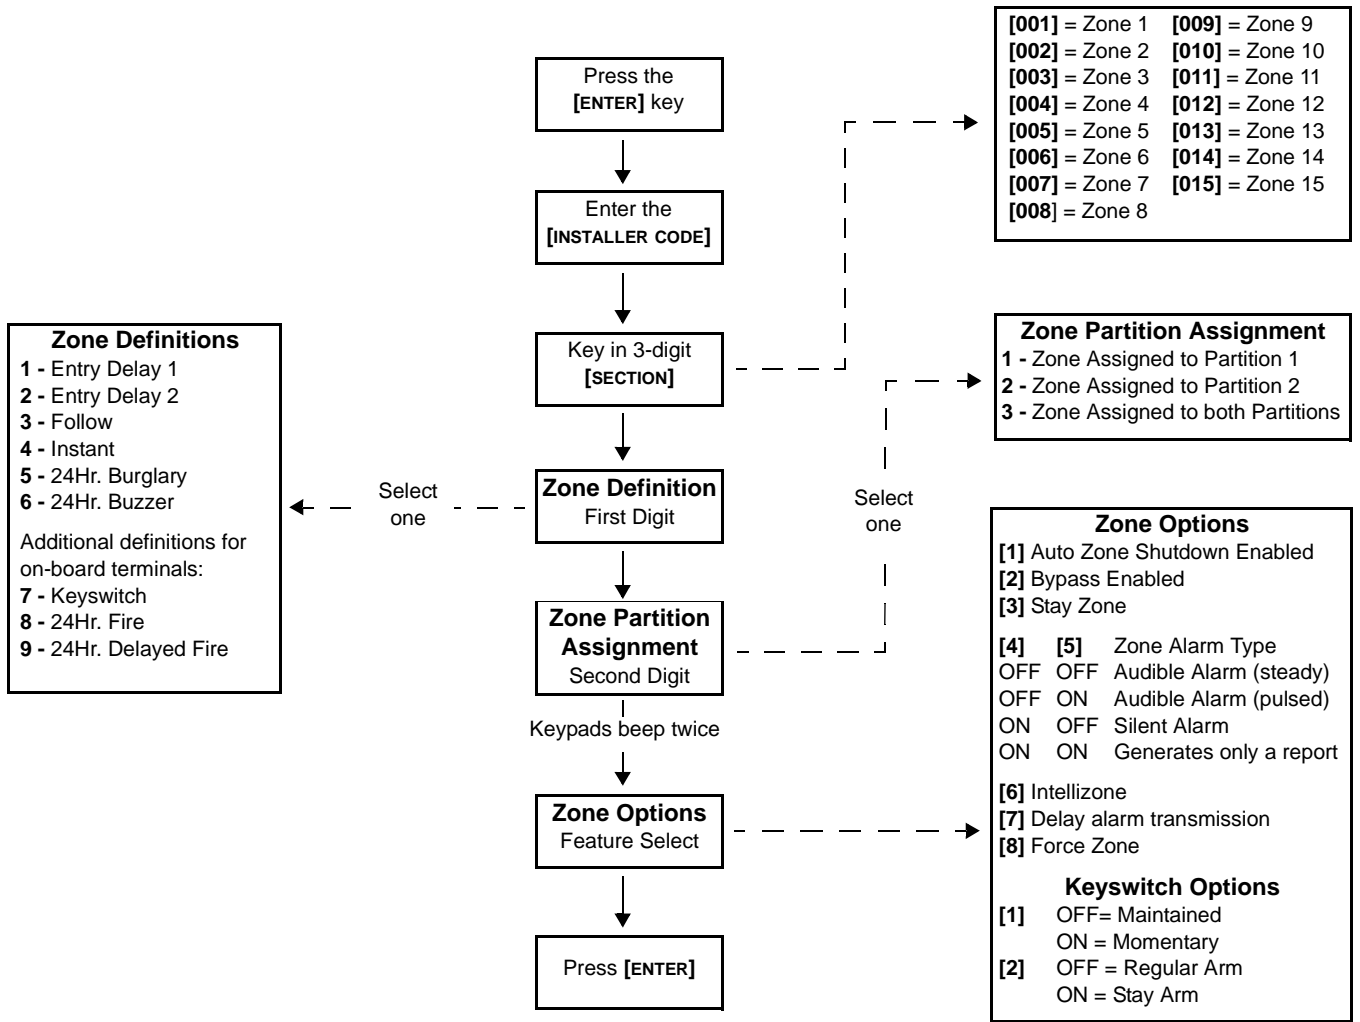 Press the
[ENTER] key
Enter the
[INSTALLER CODE]
Key in 3-digit
[SECTION]
Zone Definition
First Digit
Zone Partition
Assignment
Second Digit
Keypads beep twice
Zone Options
Feature Select
Press [ENTER]
Select
one
Zone Definitions
1 - Entry Delay 1
2 - Entry Delay 2
3 - Follow
4 - Instant
5 - 24Hr. Burglary
6 - 24Hr. Buzzer
Additional definitions for
on-board terminals:
7 - Keyswitch
8 - 24Hr. Fire
9 - 24Hr. Delayed Fire
[001] = Zone 1 [009] = Zone 9
[002] = Zone 2 [010] = Zone 10
[003] = Zone 3 [011] = Zone 11
[004] = Zone 4 [012] = Zone 12
[005] = Zone 5 [013] = Zone 13
[006] = Zone 6 [014] = Zone 14
[007] = Zone 7 [015] = Zone 15
[008] = Zone 8
Select
one
Zone Partition Assignment
1 - Zone Assigned to Partition 1
2 - Zone Assigned to Partition 2
3 - Zone Assigned to both Partitions
Zone Options
[1] Auto Zone Shutdown Enabled
[2] Bypass Enabled
[3] Stay Zone
[4] [5] Zone Alarm Type
OFF OFF Audible Alarm (steady)
OFF ON Audible Alarm (pulsed)
ON OFF Silent Alarm
ON ON Generates only a report
[6] Intellizone
[7] Delay alarm transmission
[8] Force Zone
Keyswitch Options
[1] OFF= Maintained
ON = Momentary
[2] OFF = Regular Arm
ON = Stay Arm